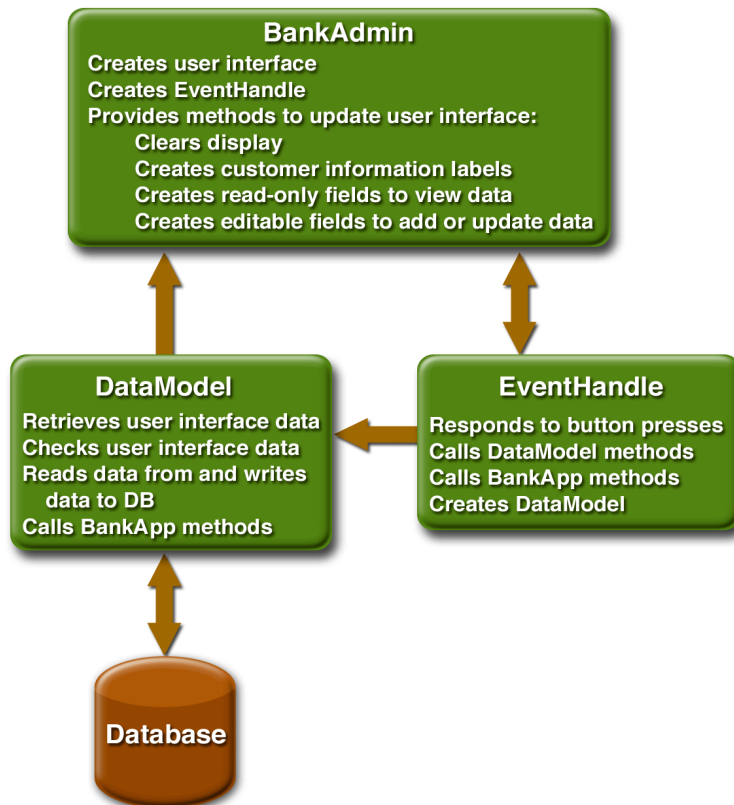 BankAdmin
Creates user interface
Creates EventHandle
Provides methods to update user interface:
Clears display
Creates customer information labels
Creates read-only fields to view data
Creates editable fields to add or update data
DataModel
Retrieves user interface data
Checks user interface data
Reads data from and writes
data to DB
Calls BankApp methods
EventHandle
Responds to button presses
Calls DataModel methods
Calls BankApp methods
Creates DataModel
Database